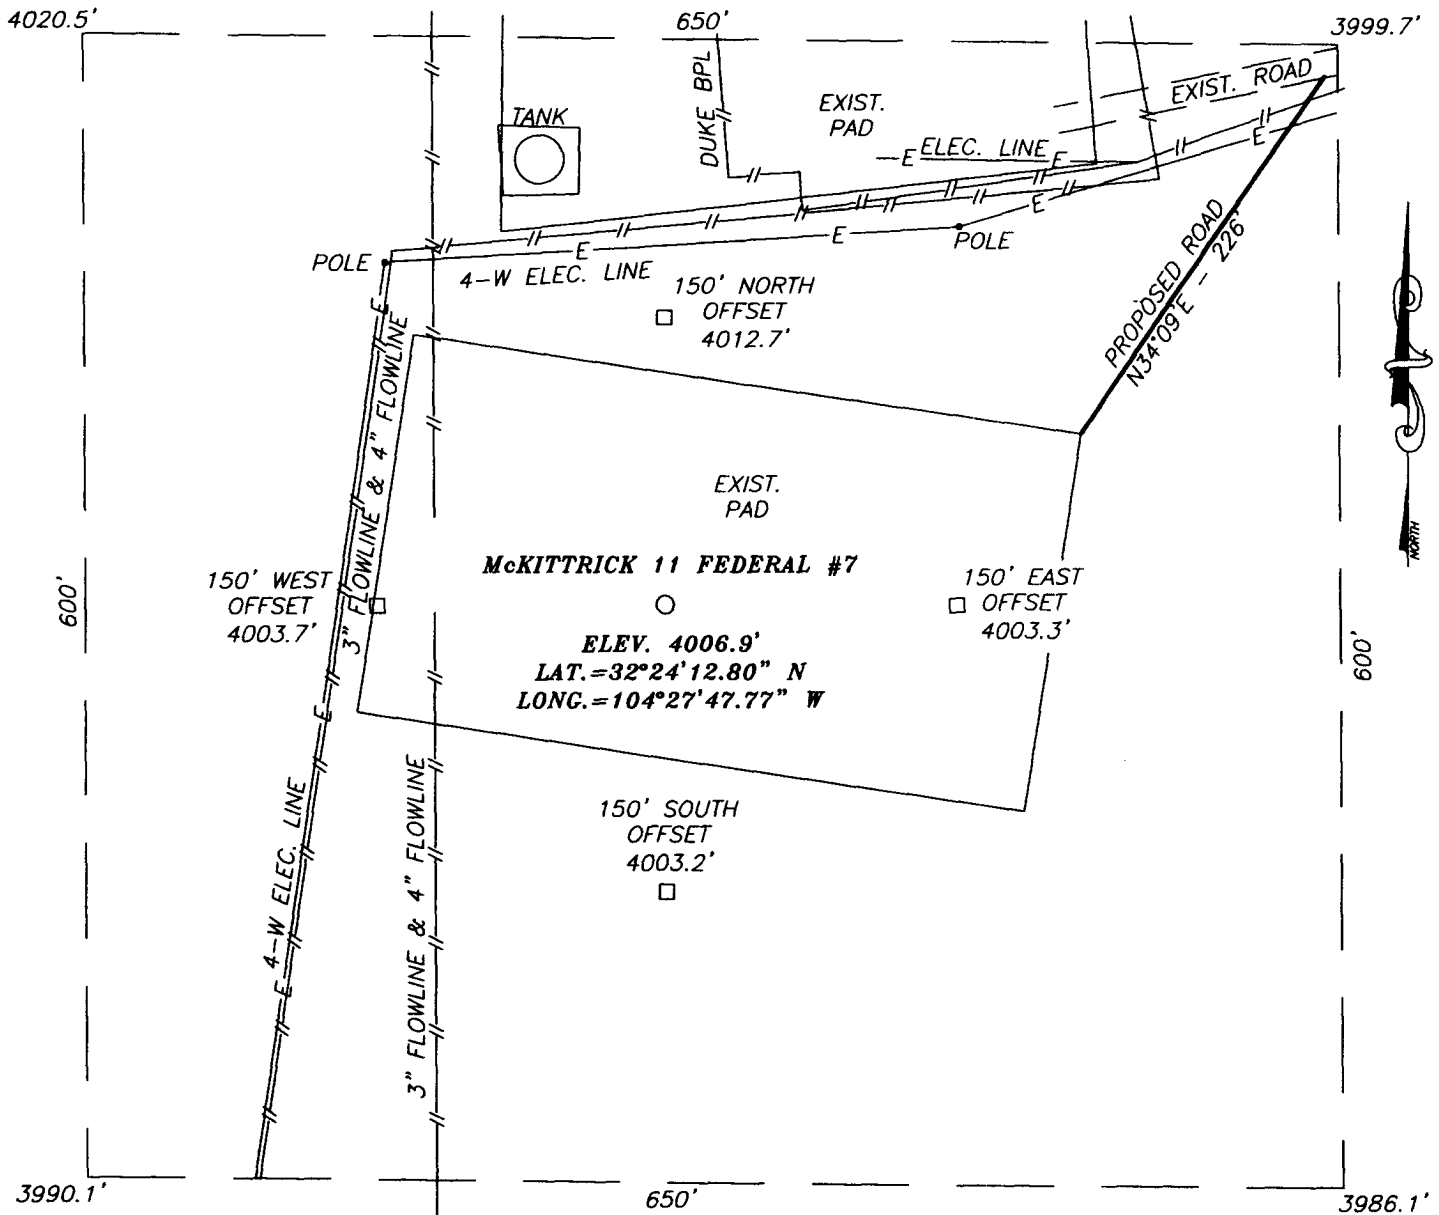 4020.5'
650'
3999.7'
TANK
DUKE BPL
EXIST.
PAD
EXIST. ROAD
E
ELEC. LINE
E
E
E
POLE
POLE
E
E
4-W ELEC. LINE
150' NORTH
OFFSET
4012.7'
PROPOSED ROAD
N34°09'E - 226'
E
3" FLOWLINE & 4" FLOWLINE
EXIST.
PAD
NORTH
McKITTRICK 11 FEDERAL #7
150' WEST
OFFSET
4003.7'
150' EAST
OFFSET
4003.3'
600'
600'
ELEV. 4006.9'
LAT.=32°24'12.80" N
LONG.=104°27'47.77" W
E
4-W ELEC. LINE
E
3" FLOWLINE & 4" FLOWLINE
150' SOUTH
OFFSET
4003.2'
3990.1'
650'
3986.1'